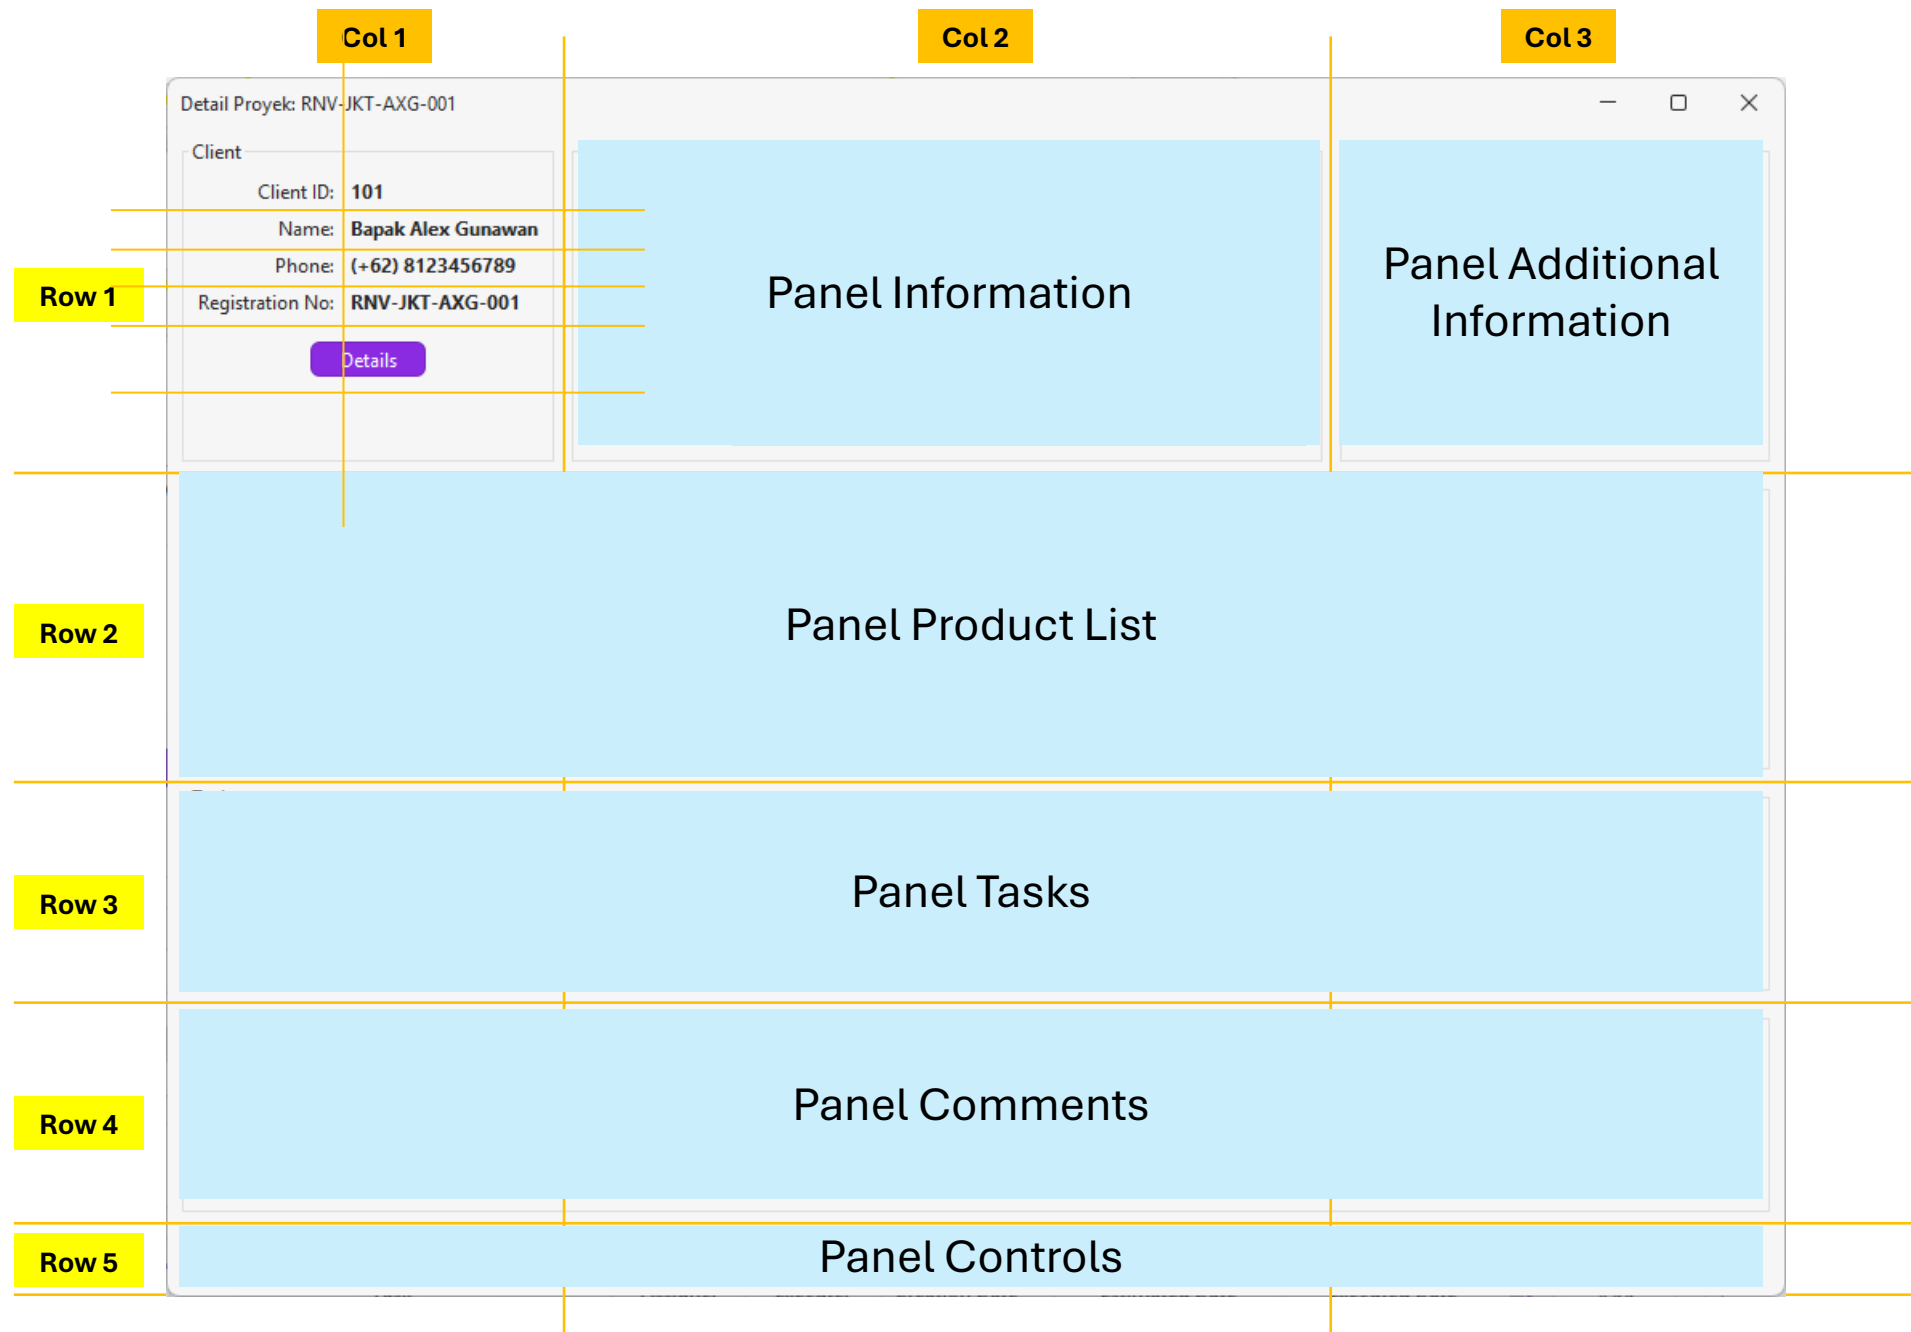 Col 1
Col 2
Col 3
Detail Proyek: RNV-JKT-AXG-001
Client
Client ID: 101
Name: Bapak Alex Gunawan
Phone: (+62) 8123456789
Registration No: RNV-JKT-AXG-001
Details
Panel Information
Panel Additional
Information
Row 1
Panel Product List
Row 2
Panel Tasks
Row 3
Panel Comments
Row 4
Panel Controls
Row 5